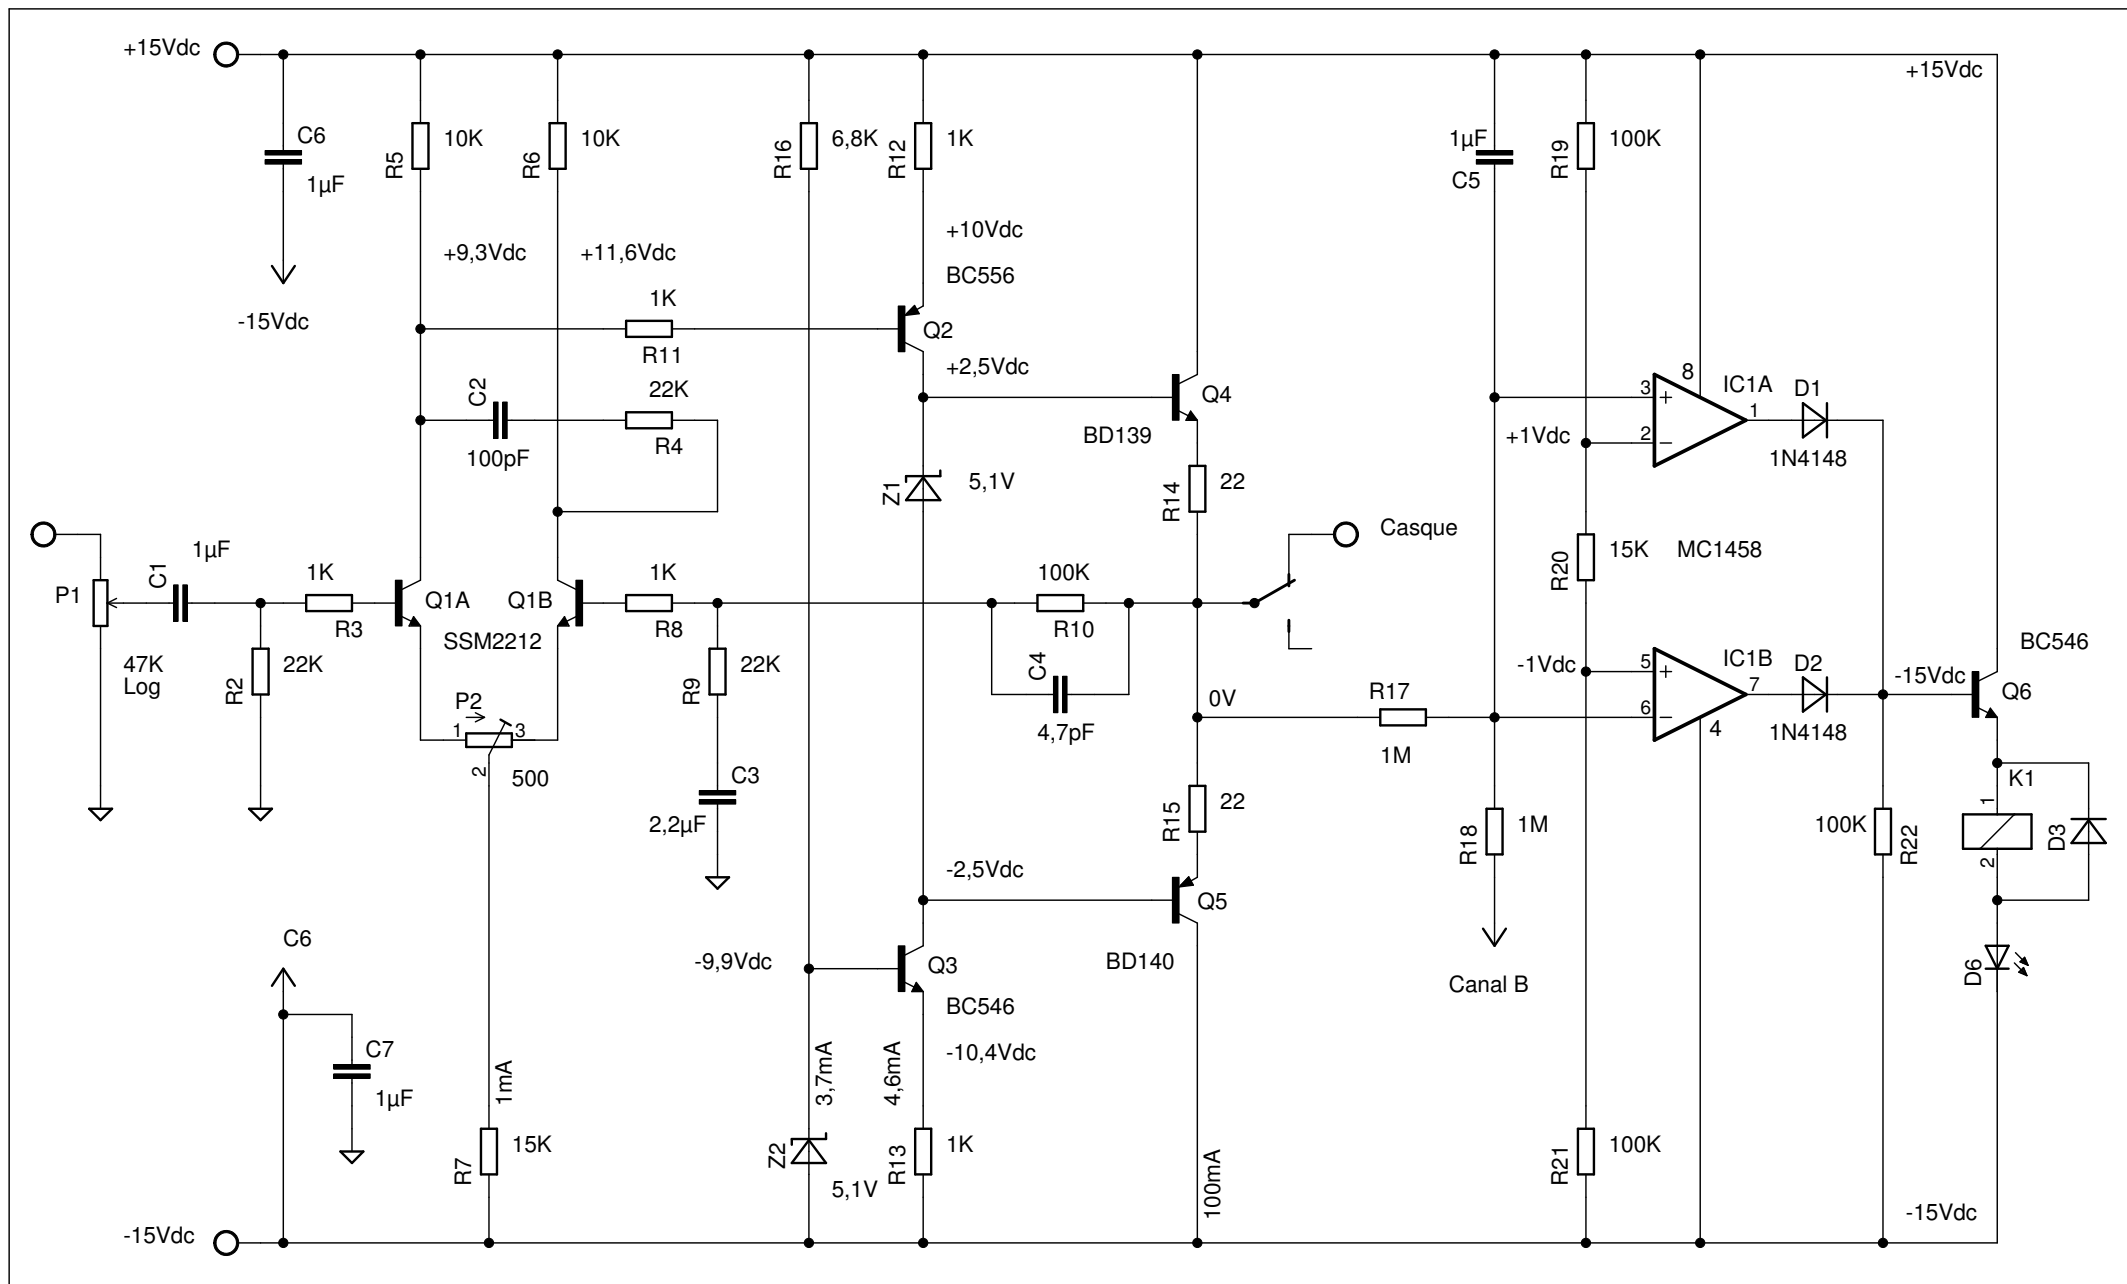 +15Vdc
+15Vdc
C6
1µF
-15Vdc
R5
10K
R6
10K
R16
6,8K
R12
1K
1µF
C5
R19
100K
+9,3Vdc
+11,6Vdc
+10Vdc
BC556
1K
R11
Q2
+2,5Vdc
C2
100pF
22K
R4
Q4
BD139
Z1
5,1V
R14
22
8
IC1A
D1
3
+
1
+1Vdc
2
−
1N4148
Casque
R20
15K
MC1458
P1
C1
1µF
1K
R3
Q1A
Q1B
SSM2212
1K
R8
100K
R10
47K
Log
R2
22K
R9
22K
C4
4,7pF
P2
1
3
2
500
C3
2,2µF
0V
R17
1M
-1Vdc
5
+
IC1B
D2
7
6
−
4
1N4148
-15Vdc
BC546
Q6
K1
1
2
D3
R15
22
R18
1M
100K
R22
-2,5Vdc
Q5
BD140
Canal B
D6
C6
C7
1µF
-9,9Vdc
Q3
BC546
-10,4Vdc
1mA
3,7mA
4,6mA
R7
15K
Z2
5,1V
R13
1K
100mA
R21
100K
-15Vdc
-15Vdc